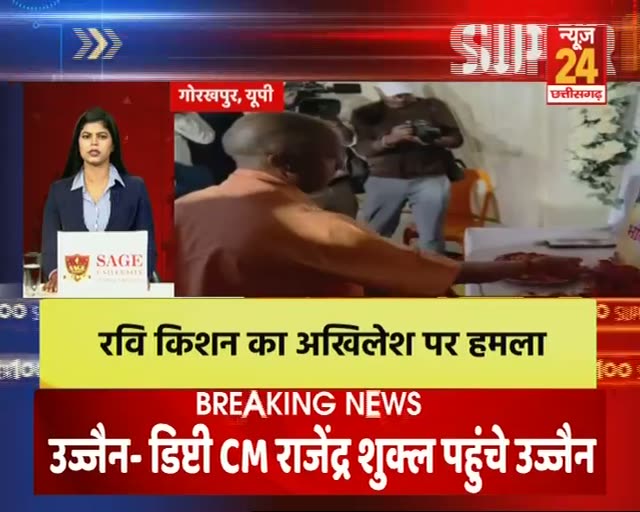 SUPER
न्यूज़
24
छत्तीसगढ़
गोरखपुर, यूपी
SAGE
UNIVERSITY
रवि किशन का अखिलेश पर हमला
BREAKING NEWS
उज्जैन- डिप्टी CM राजेंद्र शुक्ल पहुंचे उज्जैन